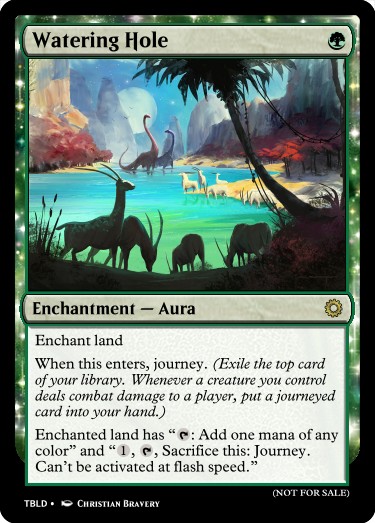 Watering Hole
Enchantment — Aura
Enchant land
When this enters, journey. (Exile the top card
of your library. Whenever a creature you control
deals combat damage to a player, put a journeyed
card into your hand.)
Enchanted land has “T: Add one mana of any
color” and “1, T, Sacrifice this: Journey.
Can’t be activated at flash speed.”
(NOT FOR SALE)
TBLD • Christian Bravery